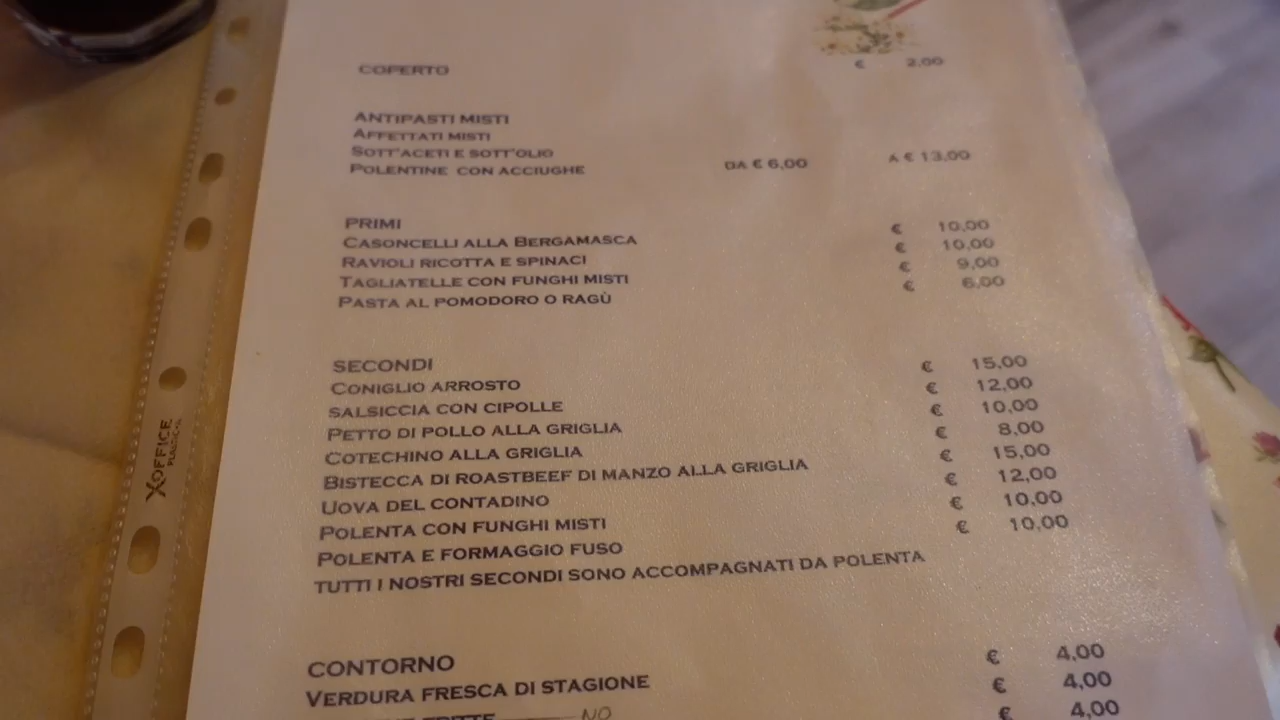 COPERTO € 2,00
ANTIPASTI MISTI
AFFETTATI MISTI
SOTT'ACETI E SOTT'OLIO
POLENTINE CON ACCIUGHE DA € 6,00 A € 13,00
PRIMI
CASONCELLI ALLA BERGAMASCA € 10,00
RAVIOLI RICOTTA E SPINACI € 10,00
TAGLIATELLE CON FUNGHI MISTI € 9,00
PASTA AL POMODORO O RAGÙ € 6,00
SECONDI
CONIGLIO ARROSTO € 15,00
SALSICCIA CON CIPOLLE € 12,00
PETTO DI POLLO ALLA GRIGLIA € 10,00
COTECHINO ALLA GRIGLIA € 8,00
BISTECCA DI ROASTBEEF DI MANZO ALLA GRIGLIA € 15,00
UOVA DEL CONTADINO € 12,00
POLENTA CON FUNGHI MISTI € 10,00
POLENTA E FORMAGGIO FUSO € 10,00
TUTTI I NOSTRI SECONDI SONO ACCOMPAGNATI DA POLENTA
CONTORNO
VERDURA FRESCA DI STAGIONE € 4,00
FRITTE NO € 4,00
€ 4,00
XOFFICE